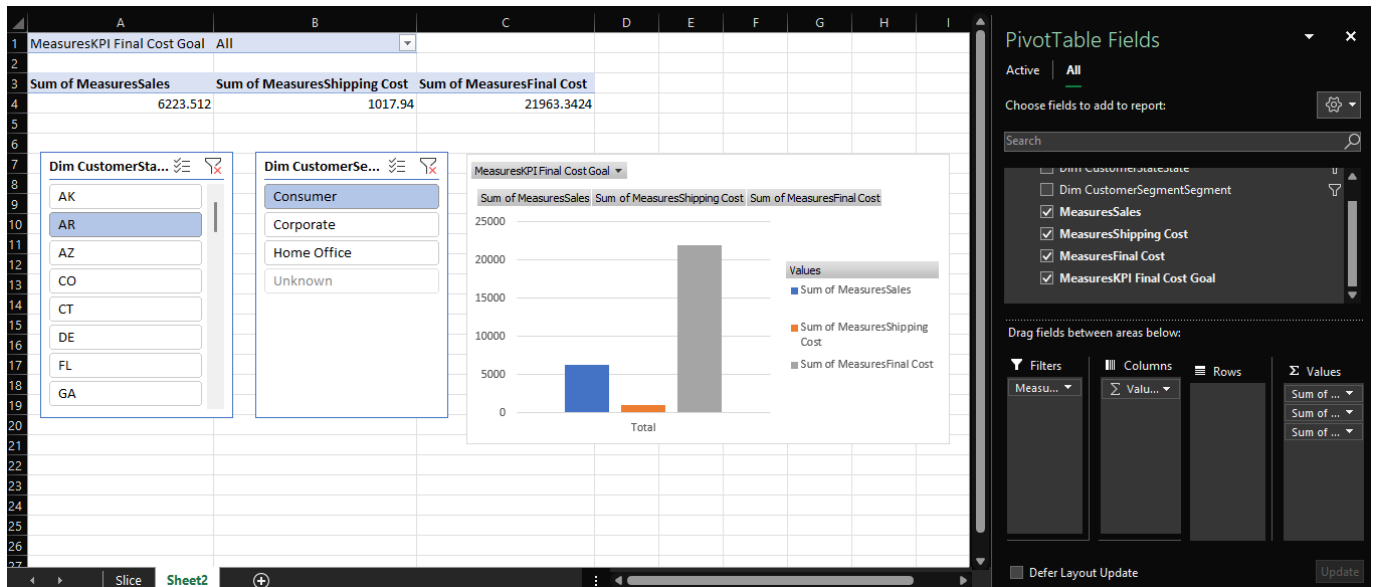 A B C D E F G H I
1 MeasuresKPI Final Cost Goal All
2
3 Sum of MeasuresSales Sum of MeasuresShipping Cost Sum of MeasuresFinal Cost
4 6223.512 1017.94 21963.3424
5
6
7
8
9
10
11
12
13
14
15
16
17
18
19
20
21
22
23
24
25
26
27
Dim CustomerSta...
AK
AR
AZ
CO
CT
DE
FL
GA
Dim CustomerSe...
Consumer
Corporate
Home Office
Unknown
MeasuresKPI Final Cost Goal
Sum of MeasuresSales Sum of MeasuresShipping Cost Sum of MeasuresFinal Cost
25000
20000
15000
10000
5000
0
Total
Values
Sum of MeasuresSales
Sum of MeasuresShipping
Cost
Sum of MeasuresFinal Cost
Slice Sheet2
PivotTable Fields
Active All
Choose fields to add to report:
Search
Dim CustomerStateState
Dim CustomerSegmentSegment
MeasuresSales
MeasuresShipping Cost
MeasuresFinal Cost
MeasuresKPI Final Cost Goal
Drag fields between areas below:
Filters
Measu...
Columns
Σ Valu...
Rows
Σ Values
Sum of ...
Sum of ...
Sum of ...
Defer Layout Update
Update